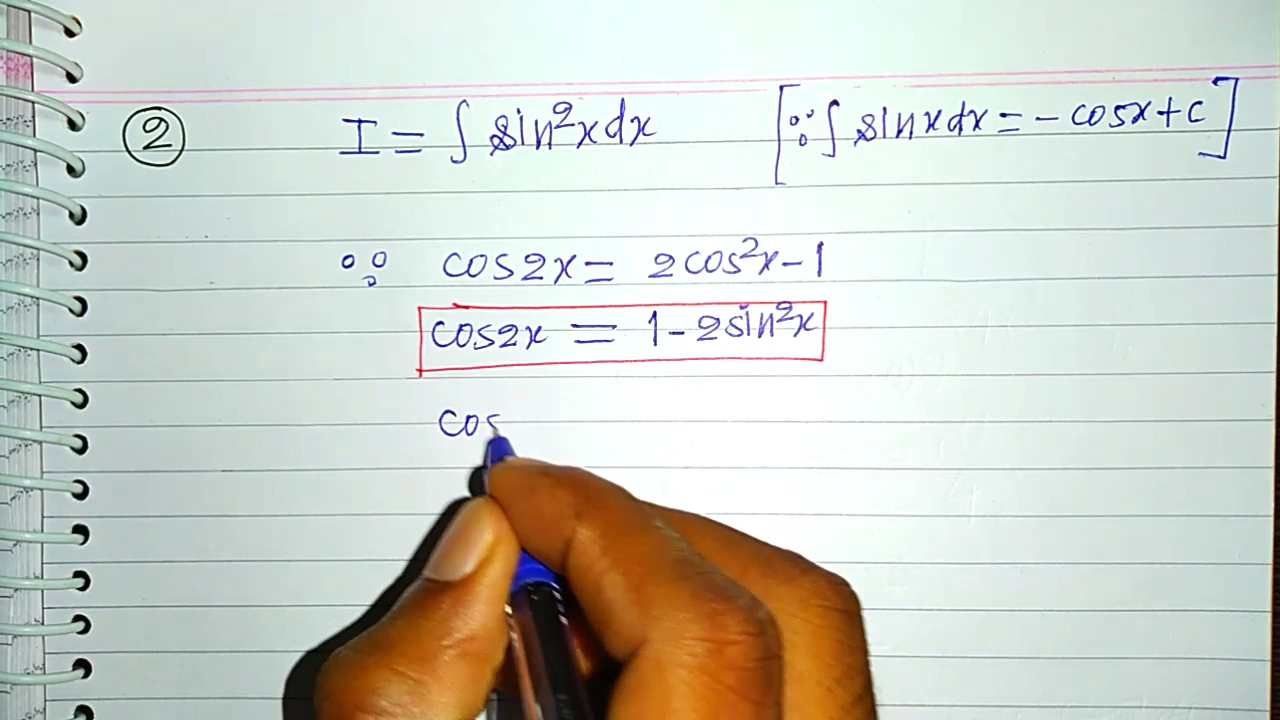 ② I = ∫ sin²x dx [∵ ∫ sinx dx = -cosx + c]
∵ cos2x = 2cos²x - 1
cos2x = 1 - 2sin²x
cos